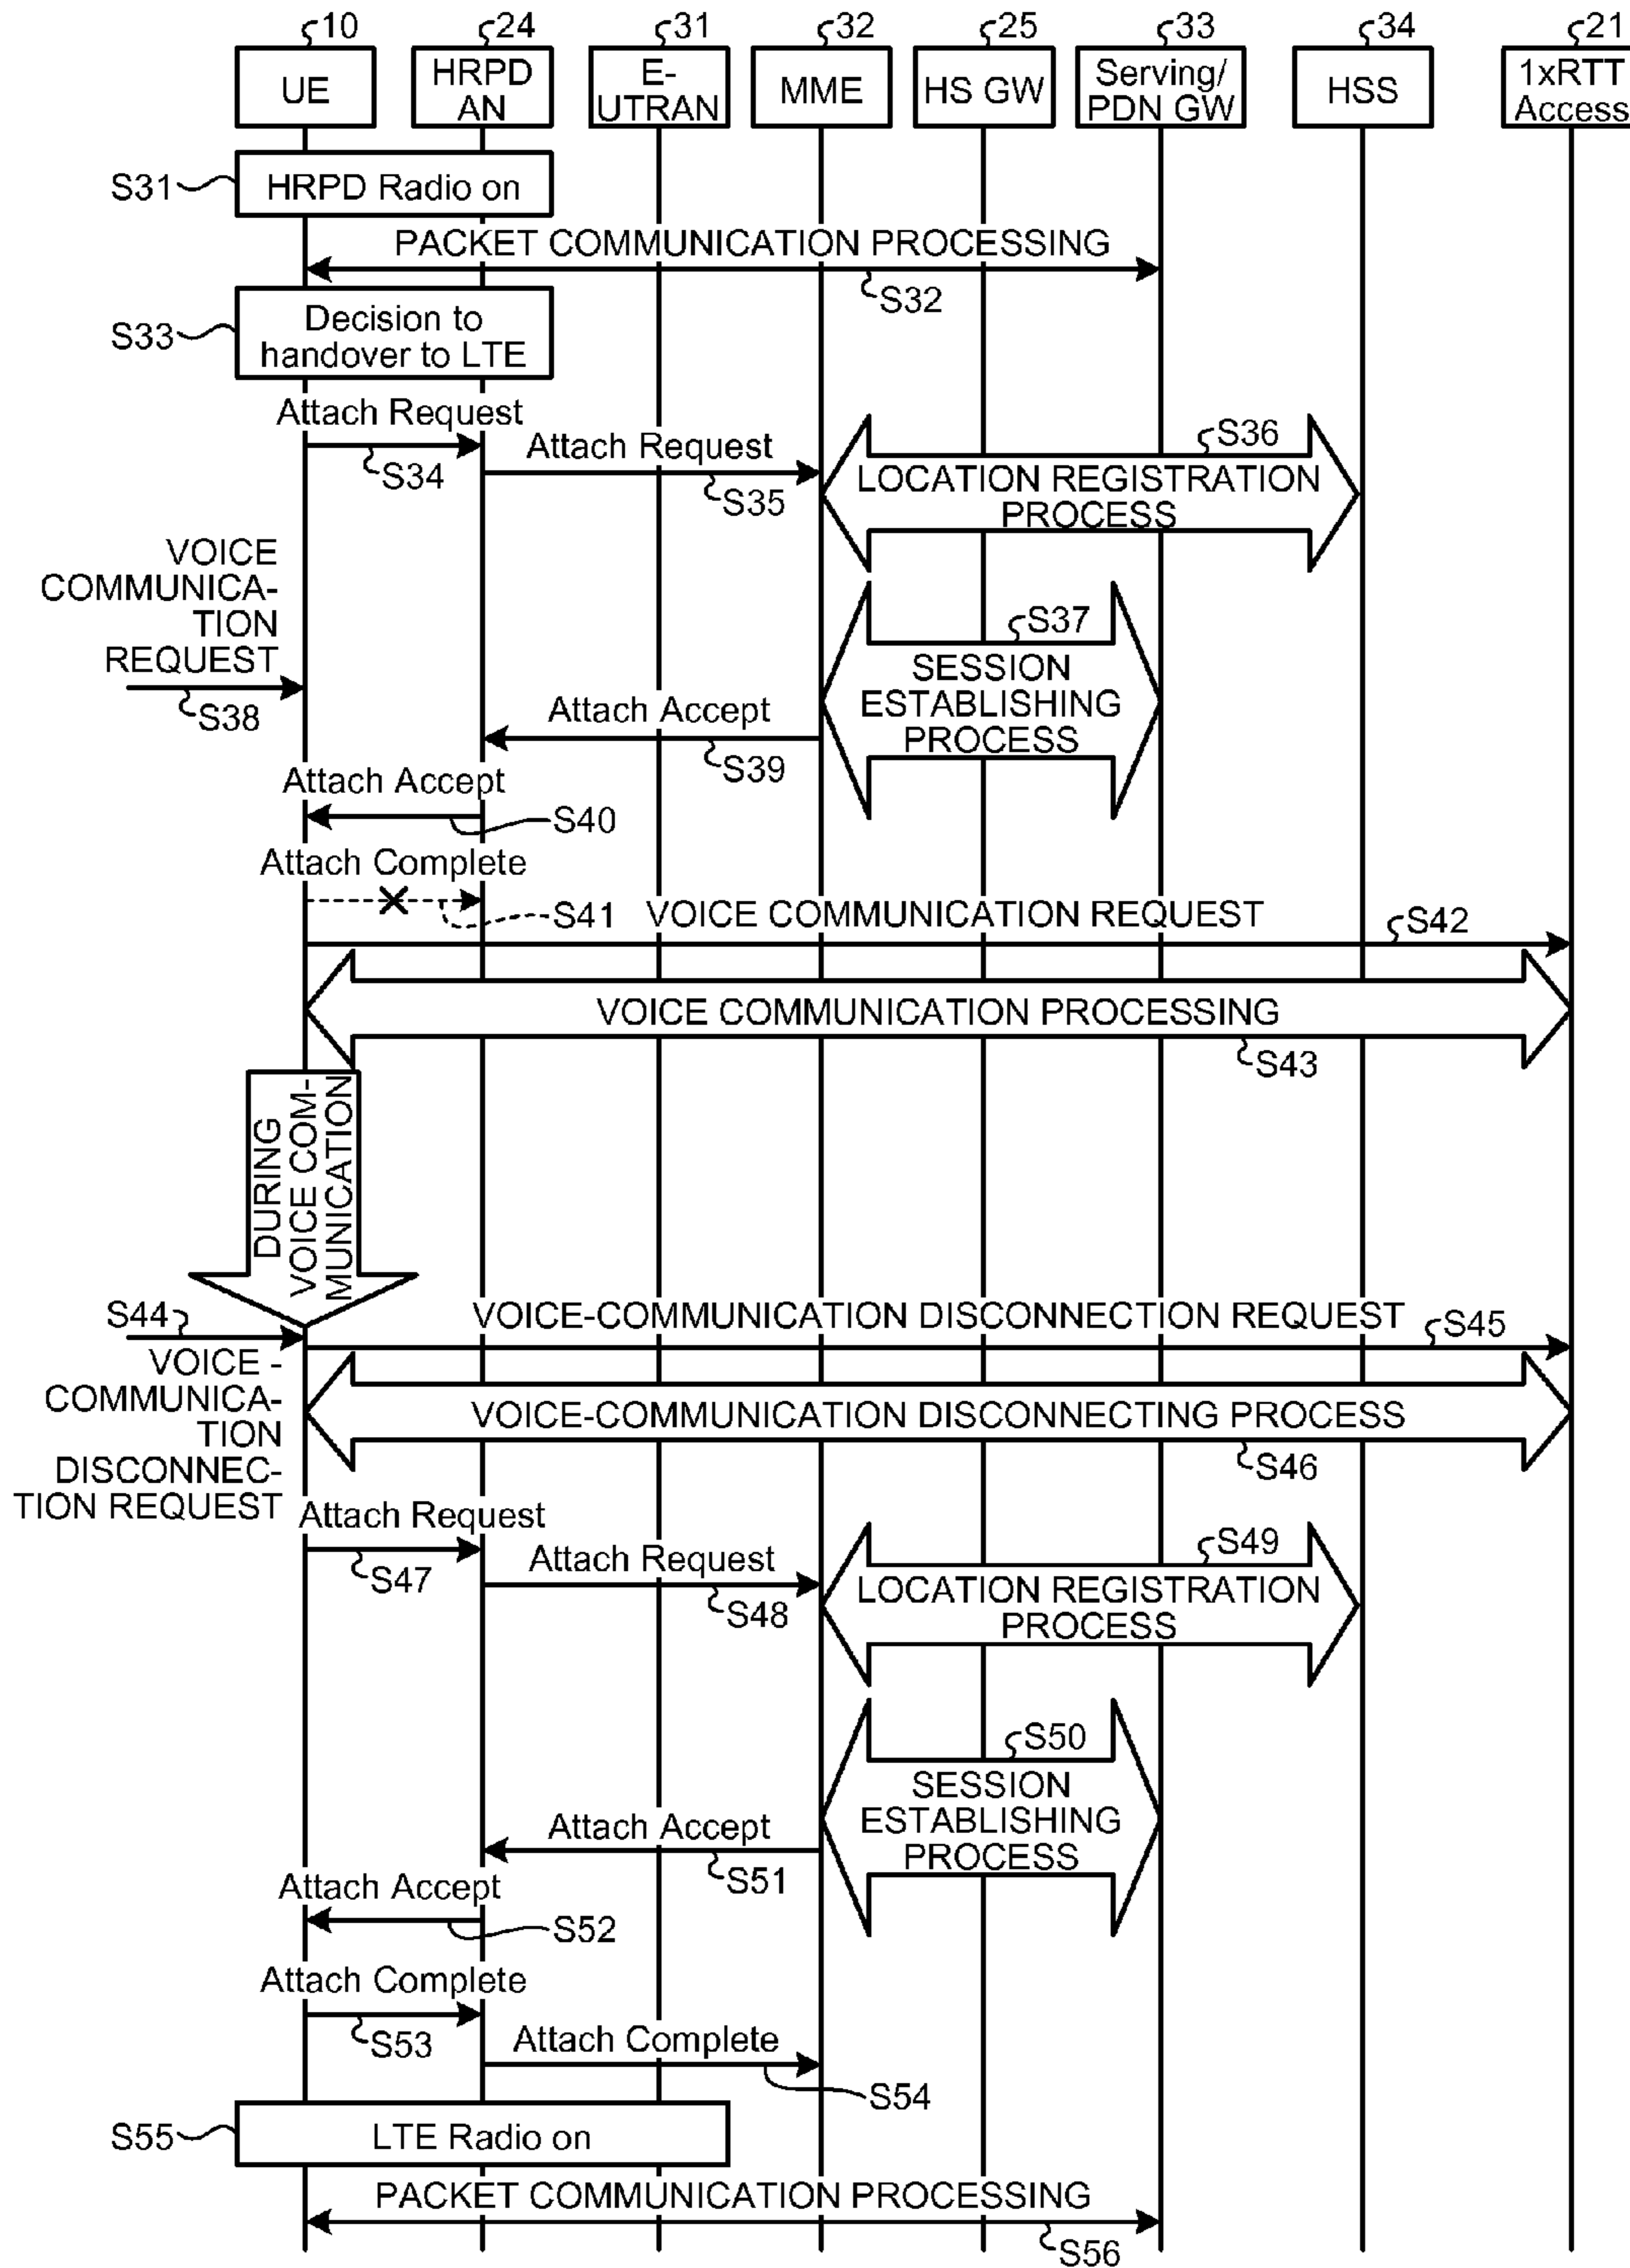 10
24
31
32
25
33
34
21
UE
HRPD
AN
E-
UTRAN
MME
HS GW
Serving/
PDN GW
HSS
1xRTT
Access
S31
HRPD Radio on
PACKET COMMUNICATION PROCESSING
S32
S33
Decision to
handover to LTE
Attach Request
S34
Attach Request
S35
S36
LOCATION REGISTRATION
PROCESS
VOICE
COMMUNICA-
TION
REQUEST
S38
S37
SESSION
ESTABLISHING
PROCESS
Attach Accept
S39
Attach Accept
S40
Attach Complete
S41
VOICE COMMUNICATION REQUEST
S42
VOICE COMMUNICATION PROCESSING
S43
DURING
VOICE COM-
MUNICATION
S44
VOICE -
COMMUNICA-
TION
DISCONNEC-
TION REQUEST
VOICE-COMMUNICATION DISCONNECTION REQUEST
S45
VOICE-COMMUNICATION DISCONNECTING PROCESS
S46
Attach Request
S47
Attach Request
S48
S49
LOCATION REGISTRATION
PROCESS
S50
SESSION
ESTABLISHING
PROCESS
Attach Accept
S51
Attach Accept
S52
Attach Complete
S53
Attach Complete
S54
S55
LTE Radio on
PACKET COMMUNICATION PROCESSING
S56